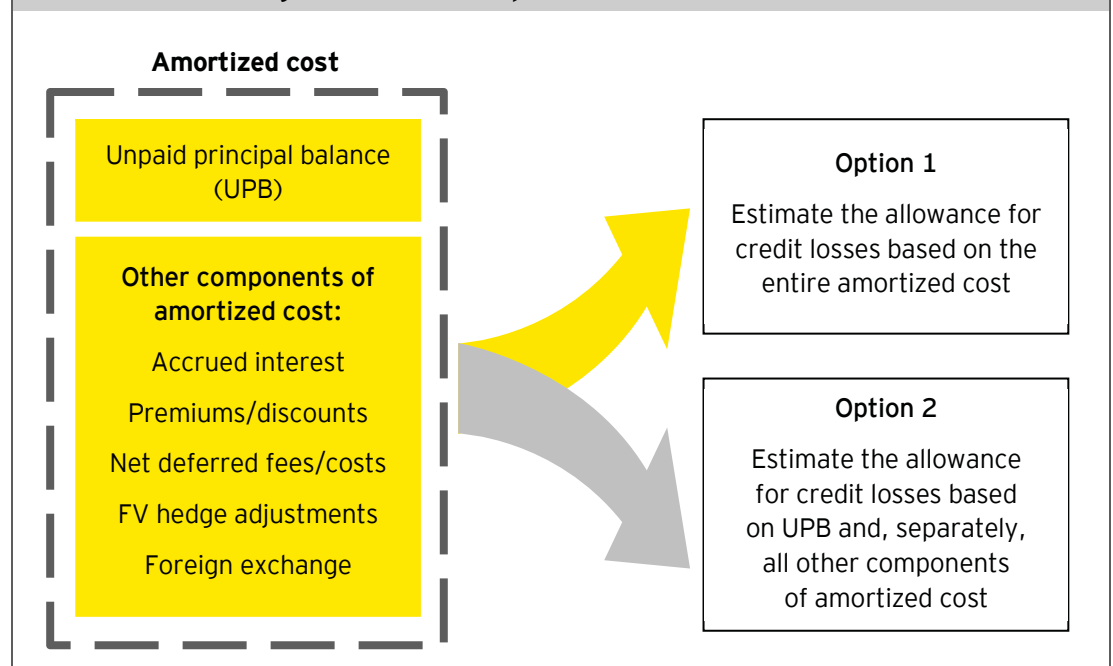 Amortized cost
Unpaid principal balance
(UPB)
Other components of
amortized cost:
Accrued interest
Premiums/discounts
Net deferred fees/costs
FV hedge adjustments
Foreign exchange
Option 1
Estimate the allowance for
credit losses based on the
entire amortized cost
Option 2
Estimate the allowance
for credit losses based
on UPB and, separately,
all other components
of amortized cost